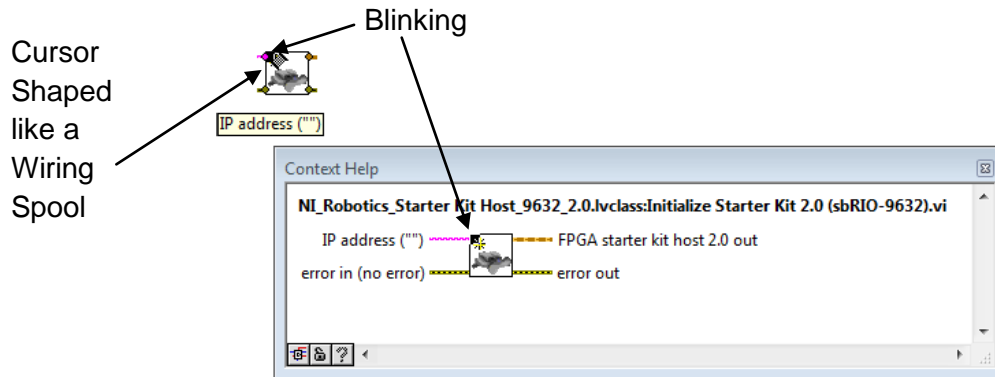 Blinking
Cursor
Shaped
like a
Wiring
Spool
IP address ("")
Context Help
NI_Robotics_Starter Kit Host_9632_2.0.lvclass:Initialize Starter Kit 2.0 (sbRIO-9632).vi
IP address ("") FPGA starter kit host 2.0 out
error in (no error) error out
?